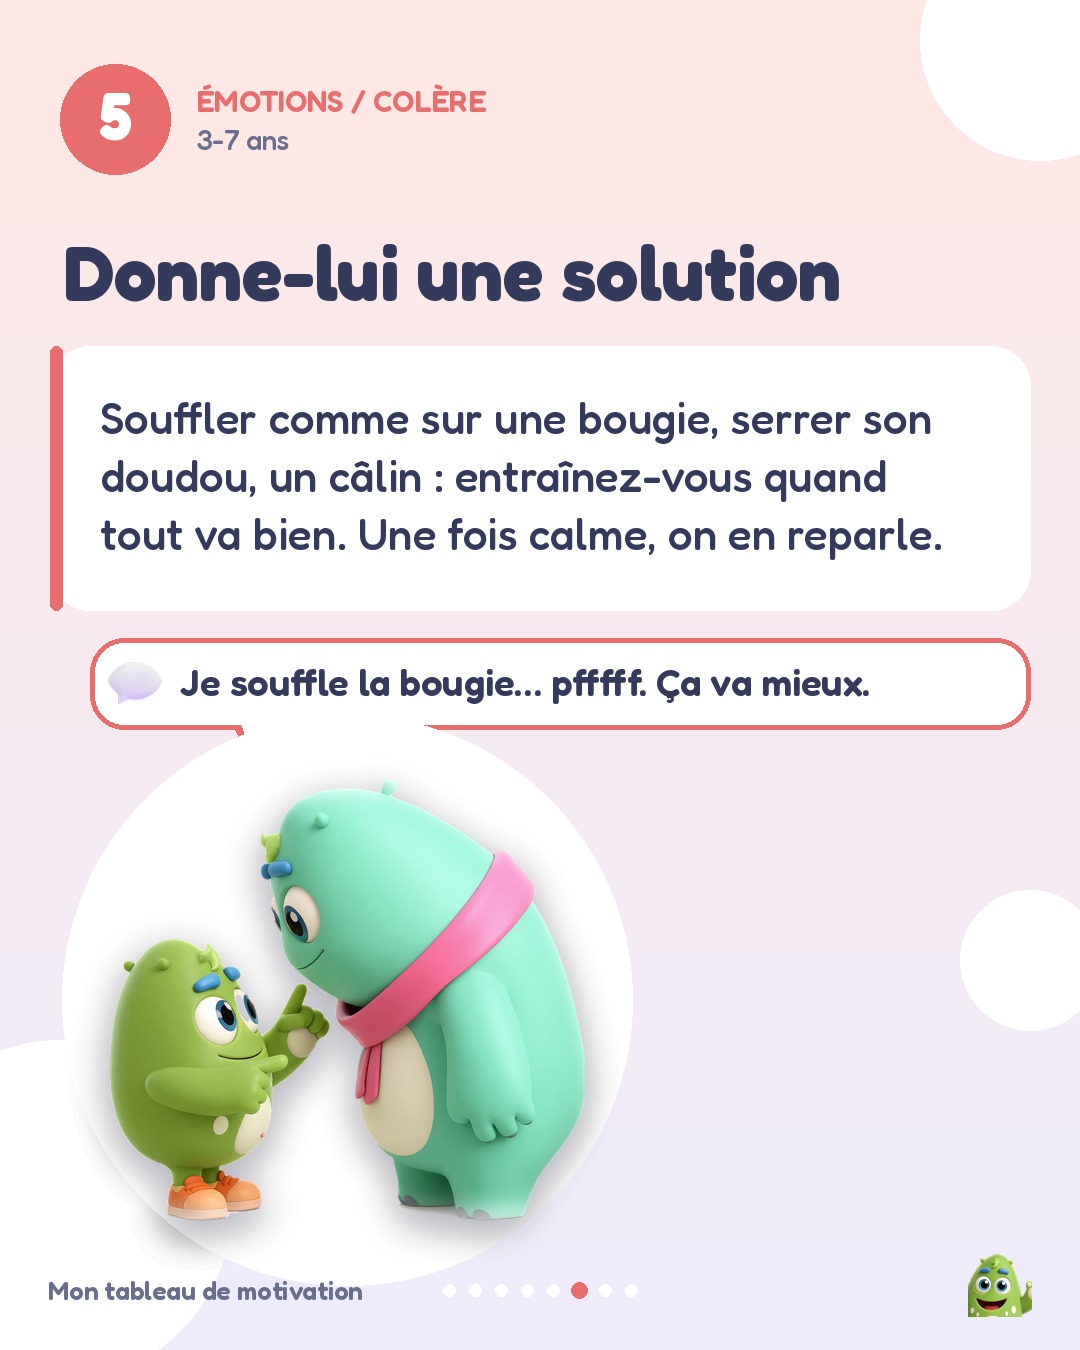 5
ÉMOTIONS / COLÈRE
3-7 ans
Donne-lui une solution
Souffler comme sur une bougie, serrer son
doudou, un câlin : entraînez-vous quand
tout va bien. Une fois calme, on en reparle.
Je souffle la bougie... pfffff. Ça va mieux.
Mon tableau de motivation